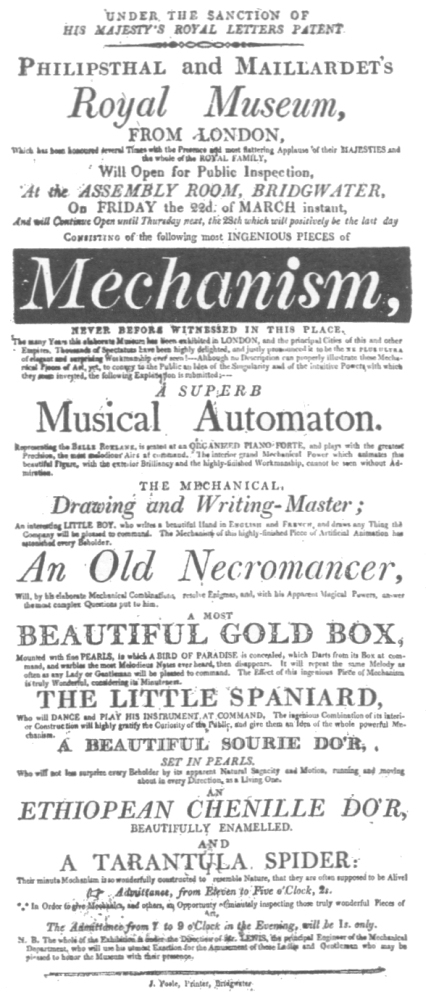 UNDER THE SANCTION OF
HIS MAJESTY'S ROYAL LETTERS PATENT
PHILIPSTHAL and MAILLARDET'S
Royal Museum,
FROM LONDON,
Which has been honoured several Times with the Presence and most flattering Applause of their MAJESTIES and
the whole of the ROYAL FAMILY,
Will Open for Public Inspection,
At the ASSEMBLY ROOM, BRIDGWATER,
On FRIDAY the 22d. of MARCH instant,
And will Continue Open until Thursday next, the 28th which will positively be the last day
CONSISTING of the following most INGENIOUS PIECES of
Mechanism,
NEVER BEFORE WITNESSED IN THIS PLACE.
The many Years this elaborate Museum has been exhibited in LONDON, and the principal Cities of this and other
Empires, Thousands of Spectators have been highly delighted, and justly pronounced it to be the NE PLUS ULTRA
of elegant and surprising Workmanship ever seen!—Although no Description can properly illustrate these Mecha-
nical Pieces of Art, yet, to convey to the Public an Idea of the Singularity and of the intuitive Powers with which
they are invested, the following Explanation is submitted:—
A SUPERB
Musical Automaton.
Representing the BELLE ROXLANE, is seated at an ORGANISED PIANO-FORTE, and plays with the greatest
Precision, the most melodious Airs at command. The interior grand Mechanical Power which animates this
beautiful Figure, with the exterior Brilliancy and the highly-finished Workmanship, cannot be seen without Ad-
miration.
THE MECHANICAL,
Drawing and Writing-Master;
An interesting LITTLE BOY, who writes a beautiful Hand in ENGLISH and FRENCH, and draws any Thing the
Company will be pleased to command. The Mechanism of this highly-finished Piece of Artificial Animation has
astonished every Beholder.
An Old Necromancer,
Will, by his elaborate Mechanical Combinations, resolve Enigmas, and, with his Apparent Magical Powers, answer
the most complex Questions put to him.
A MOST
BEAUTIFUL GOLD BOX,
Mounted with fine PEARLS, in which A BIRD OF PARADISE is concealed, which Darts from its Box at com-
mand, and warbles the most Melodious Notes ever heard, then disappears. It will repeat the same Melody as
often as any Lady or Gentleman will be pleased to command. The Effect of this ingenious Piece of Mechanism
is truly Wonderful, considering its Minuteness.
THE LITTLE SPANIARD,
Who will DANCE and PLAY HIS INSTRUMENT AT COMMAND. The ingenious Combination of its Interi-
or Construction will highly gratify the Curiosity of the Public, and give them an Idea of the whole powerful Me-
chanism.
A BEAUTIFUL SOURIE DO'R,
SET IN PEARLS.
Who will not less surprise every Beholder by its apparent Natural Sagacity and Motion, running and moving
about in every Direction, as a Living One.
AN
ETHIOPEAN CHENILLE DO'R,
BEAUTIFULLY ENAMELLED.
AND
A TARANTULA SPIDER:
Their minute Mechanism is so wonderfully constructed to resemble Nature, that they are often supposed to be Alive!
☞ Admittance, from Eleven to Five o'Clock, 2s.
*** In Order to give Mechanics, and others, an Opportunity of minutely inspecting those truly wonderful Pieces of
Art,
The Admittance from 7 to 9 o'Clock in the Evening, will be 1s. only.
N. B. The whole of the Exhibition is under the Direction of Mr. LEWIS, the principal Engineer of the Mechanical
Department, who will use his utmost Exertion for the Amusement of those Ladies and Gentlemen who may be
pleased to honor the Museum with their presence.
J. Poole, Printer, Bridgwater